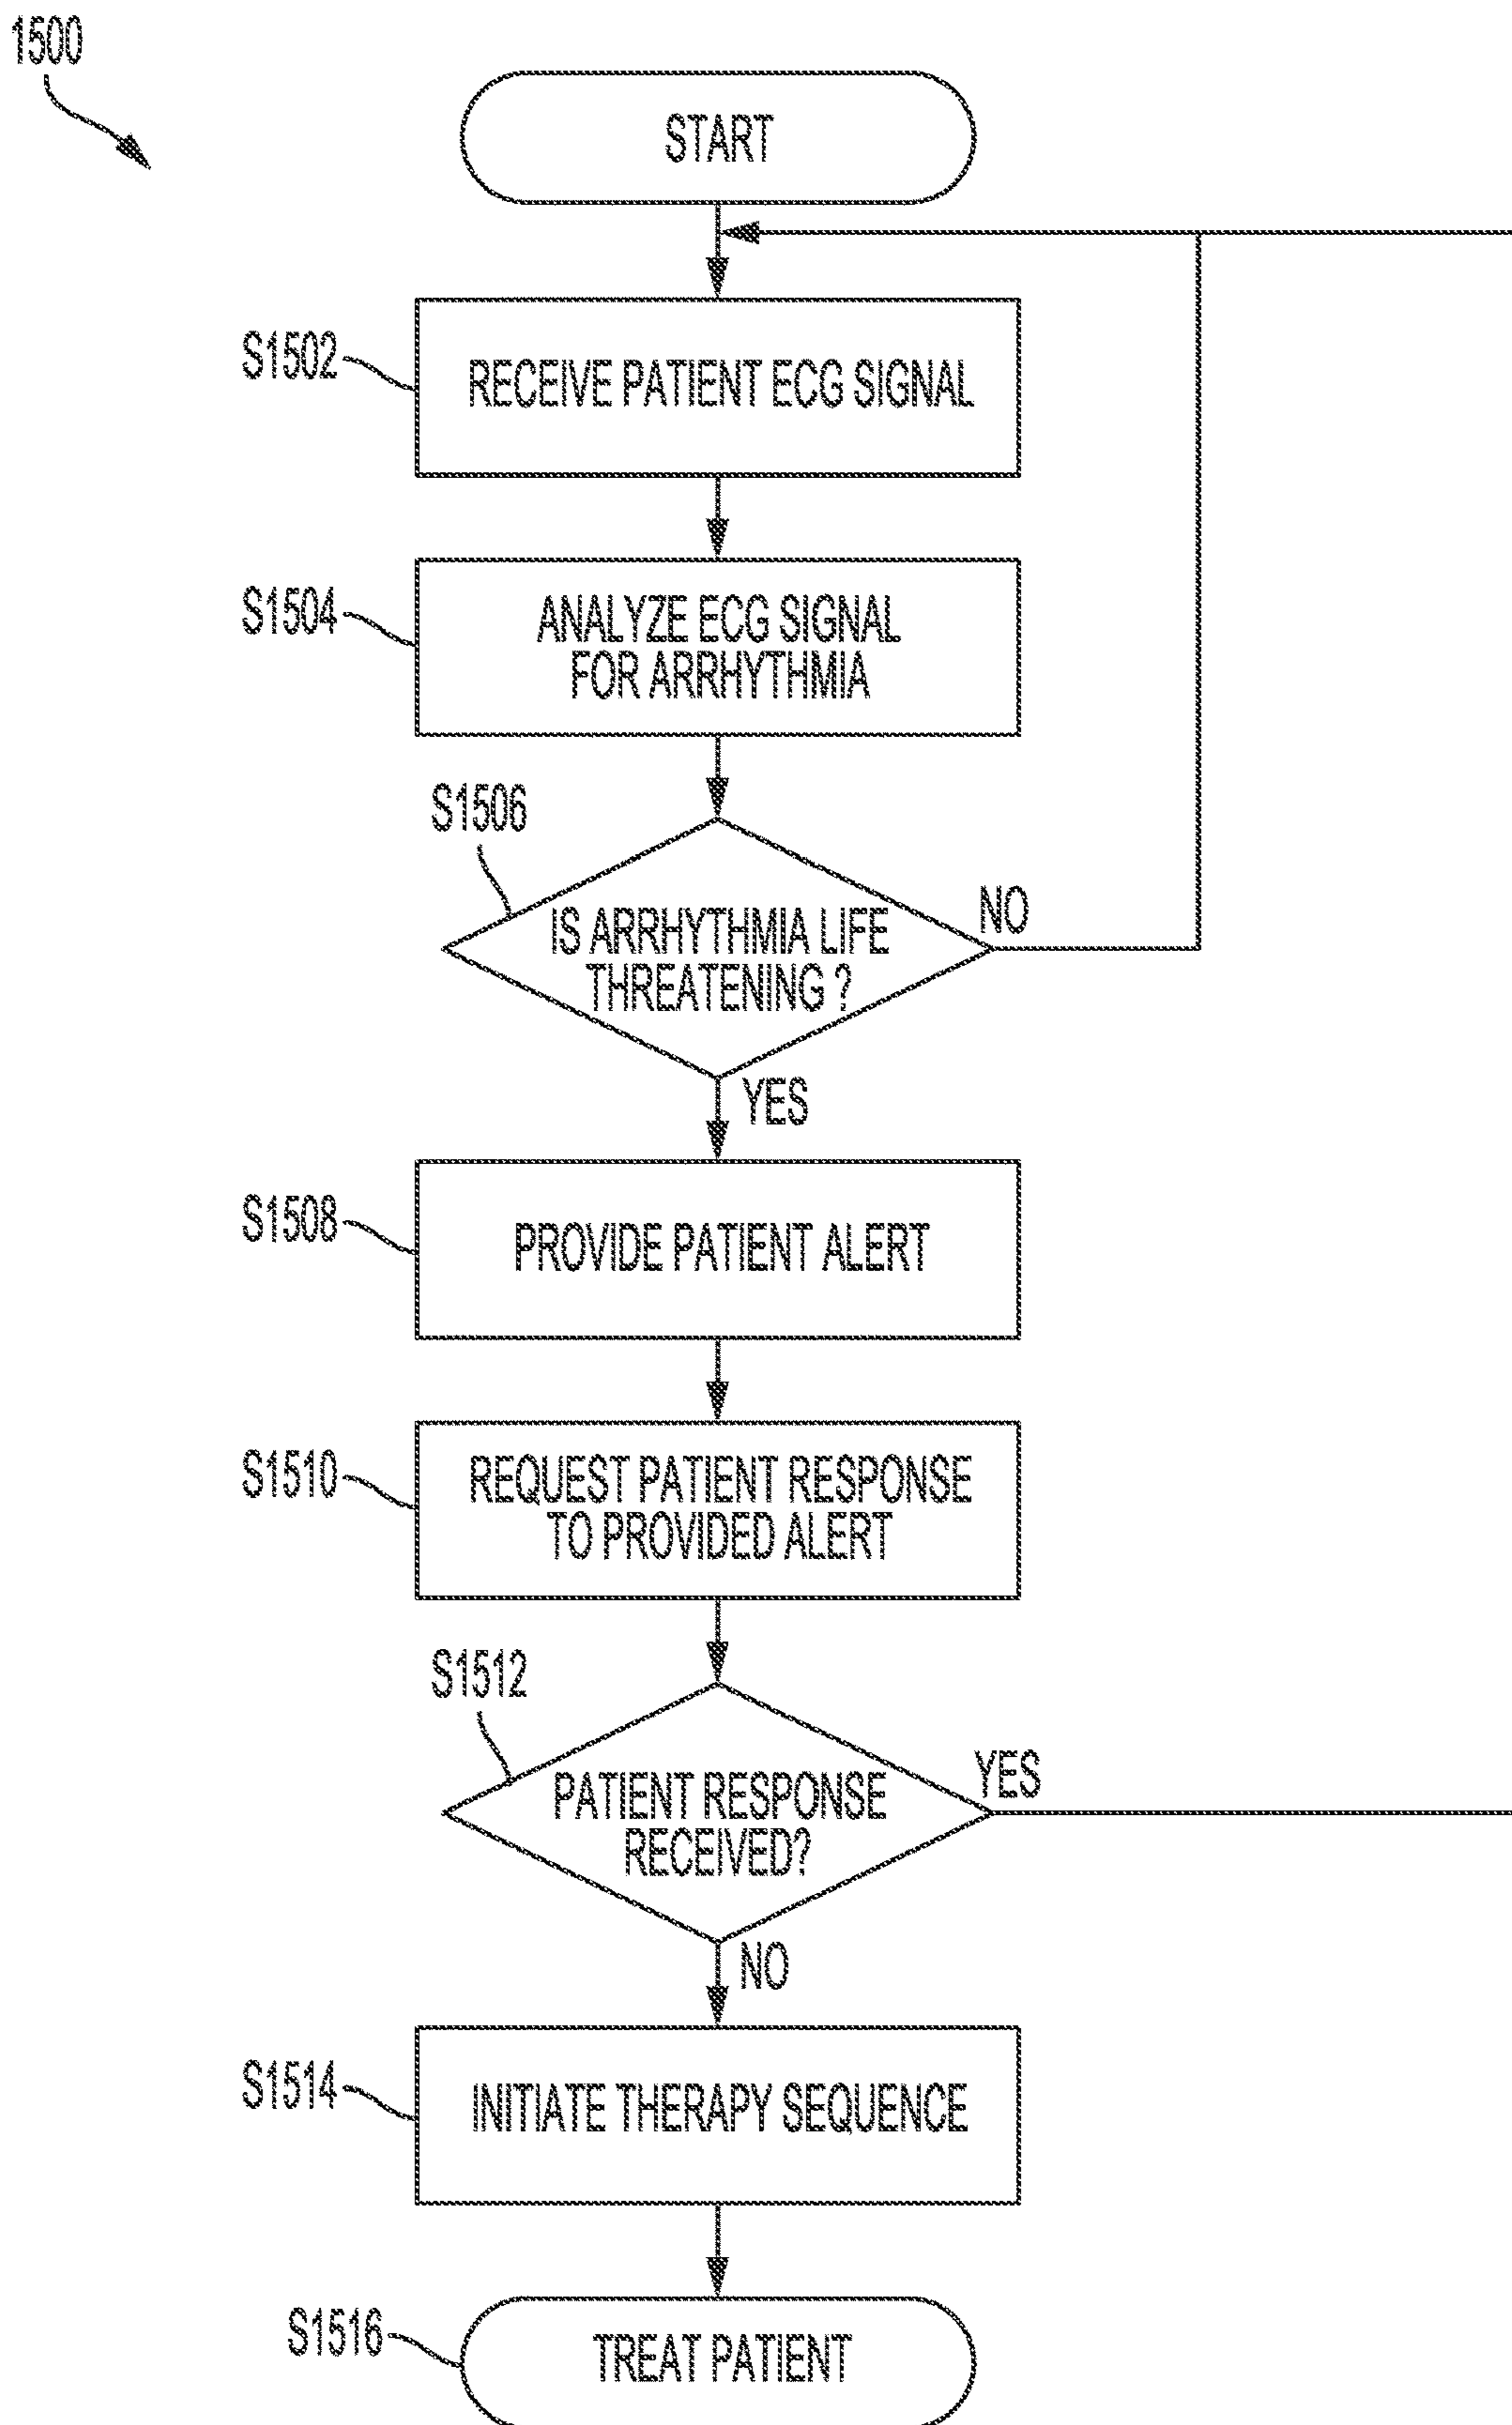 1500
START
S1502
RECEIVE PATIENT ECG SIGNAL
S1504
ANALYZE ECG SIGNAL
FOR ARRHYTHMIA
S1506
IS ARRHYTHMIA LIFE
THREATENING ?
NO
YES
S1508
PROVIDE PATIENT ALERT
S1510
REQUEST PATIENT RESPONSE
TO PROVIDED ALERT
S1512
PATIENT RESPONSE
RECEIVED?
YES
NO
S1514
INITIATE THERAPY SEQUENCE
S1516
TREAT PATIENT